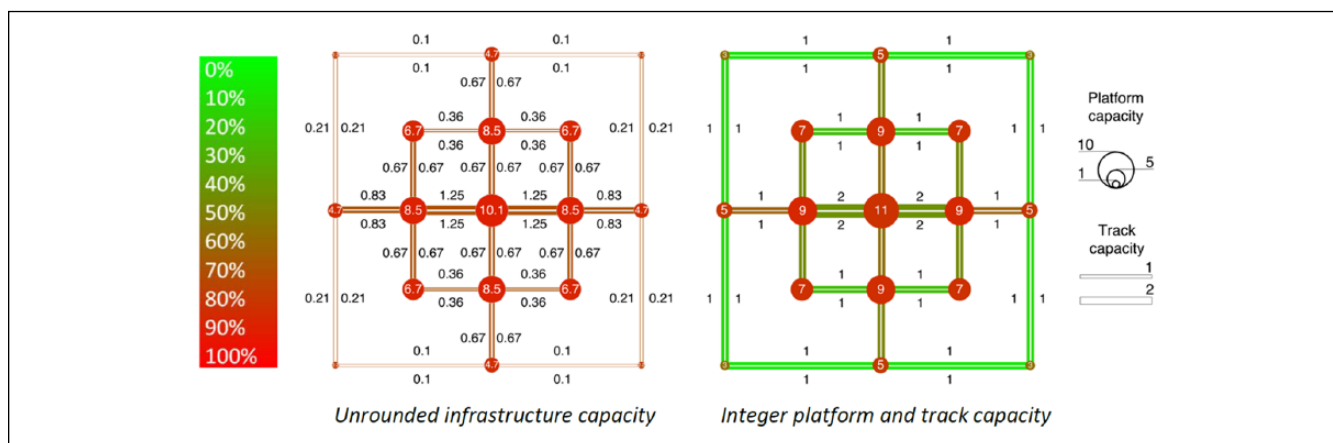 0%
10%
20%
30%
40%
50%
60%
70%
80%
90%
100%
0.1 0.1
4.7
0.1 0.1
0.67 0.67
0.21 0.21 0.36 0.36 0.21 0.21
6.7 8.5 6.7
0.36 0.36
0.67 0.67 0.67 0.67 0.67 0.67
0.83 1.25 1.25 0.83
4.7 8.5 10.1 8.5 4.7
0.83 1.25 1.25 0.83
0.67 0.67 0.67 0.67 0.67 0.67
0.36 0.36
6.7 8.5 6.7
0.21 0.21 0.36 0.36 0.21 0.21
0.67 0.67
0.1 0.1
4.7
0.1 0.1
Unrounded infrastructure capacity
1 1
5
1 1
1 1 1 1 1 1
7 9 7
1 1
1 2 2 1
5 9 11 9 5
1 2 2 1
1 1
7 9 7
1 1 1 1 1 1
1 1
5
1 1
Integer platform and track capacity
Platform
capacity
10
5
1
Track
capacity
1
2